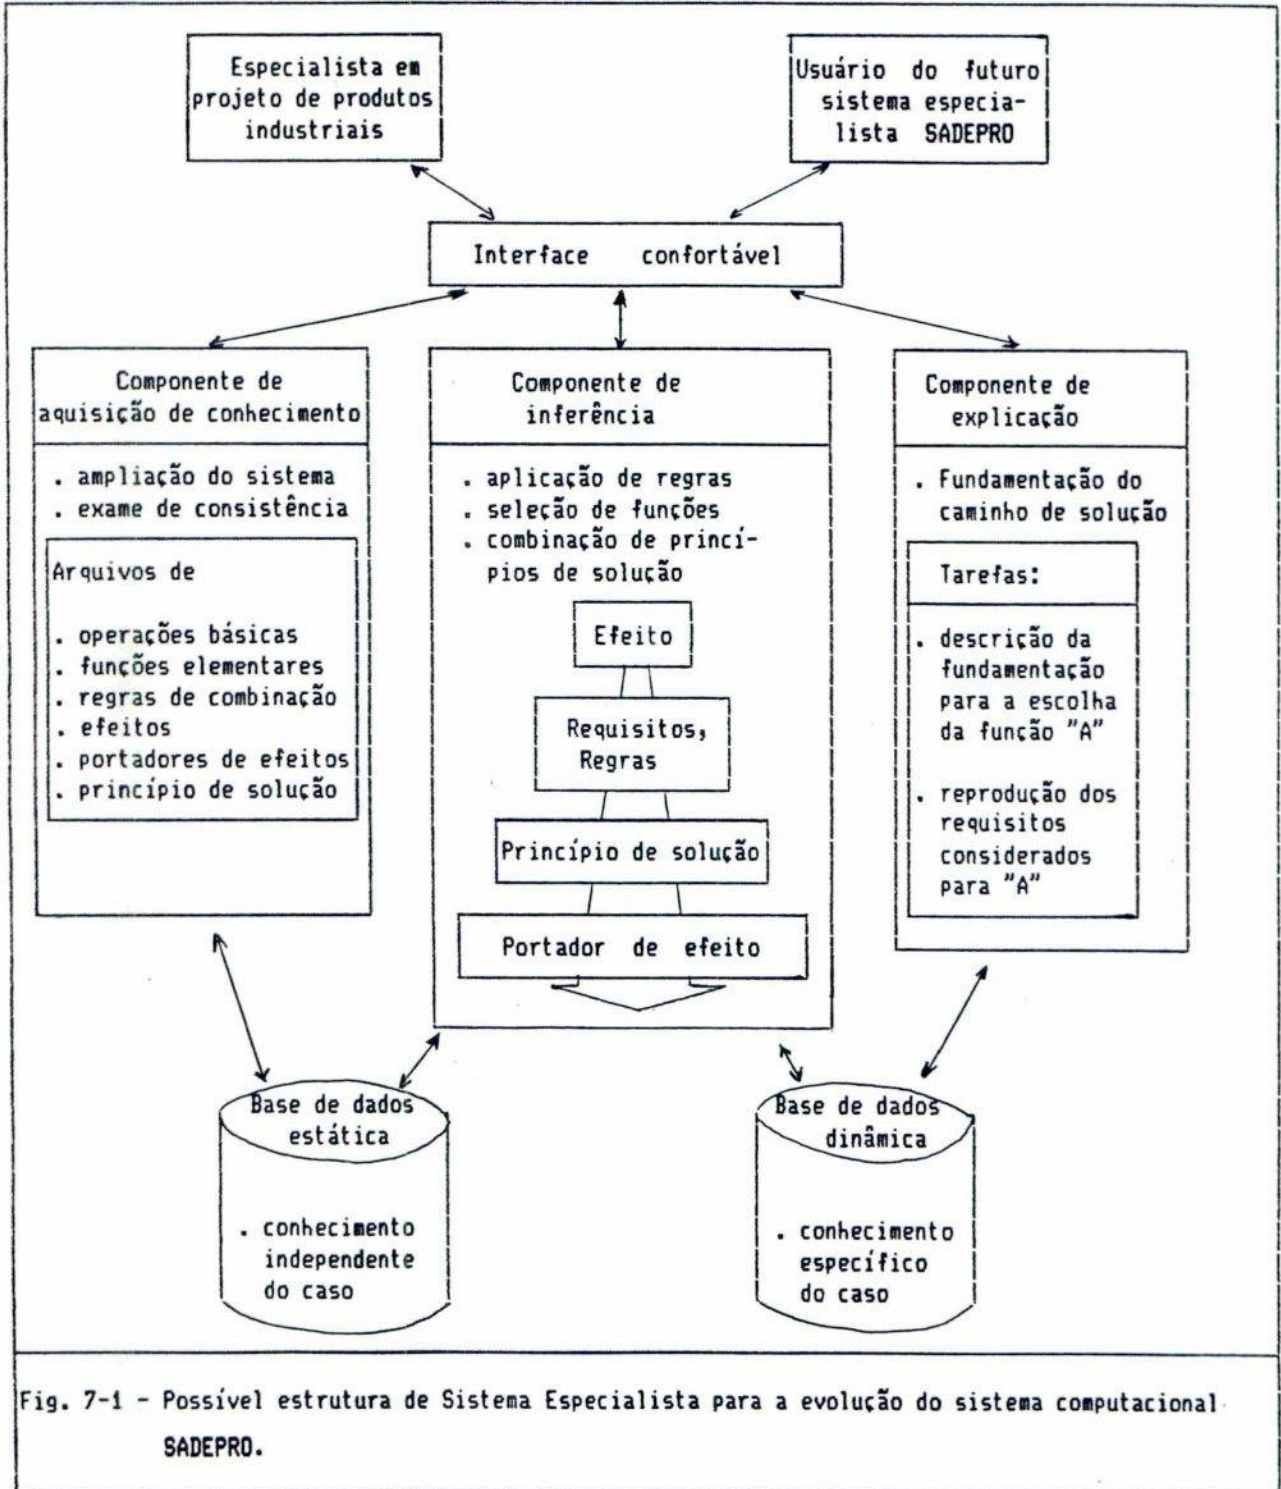 Especialista em
projeto de produtos
industriais
Usuário do futuro
sistema especia-
lista SADEPRO
Interface confortável
Componente de
aquisição de conhecimento
. ampliação do sistema
. exame de consistência
Arquivos de
. operações básicas
. funções elementares
. regras de combinação
. efeitos
. portadores de efeitos
. princípio de solução
Componente de
inferência
. aplicação de regras
. seleção de funções
. combinação de princí-
pios de solução
Efeito
Requisitos,
Regras
Princípio de solução
Portador de efeito
Componente de
explicação
. Fundamentação do
caminho de solução
Tarefas:
. descrição da
fundamentação
para a escolha
da função "A"
. reprodução dos
requisitos
considerados
para "A"
Base de dados
estática
. conhecimento
independente
do caso
Base de dados
dinâmica
. conhecimento
específico
do caso
Fig. 7-1 - Possível estrutura de Sistema Especialista para a evolução do sistema computacional
SADEPRO.